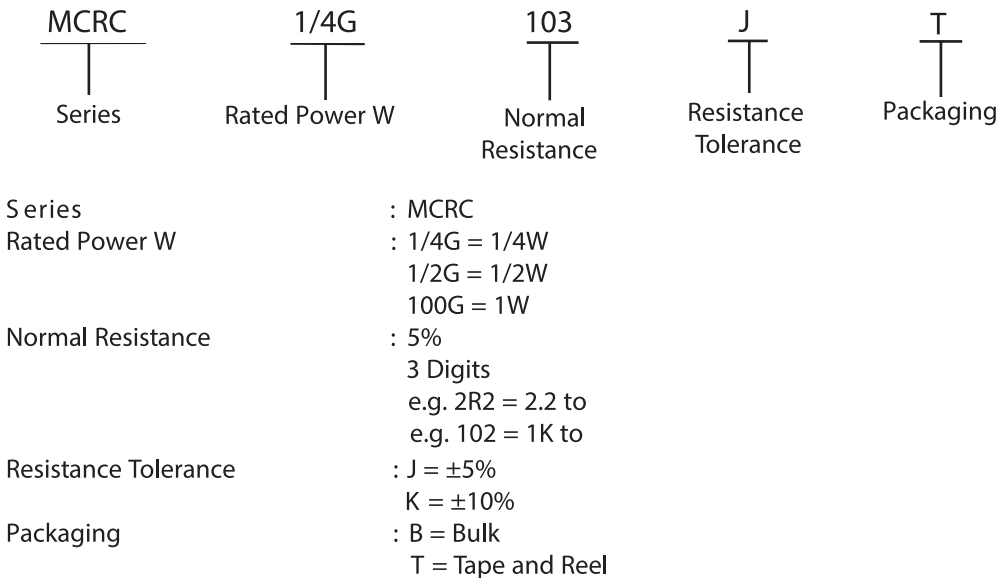 MCRC 1/4G 103 J T
Series Rated Power W Normal Resistance Resistance Tolerance Packaging
Series : MCRC
Rated Power W : 1/4G = 1/4W
1/2G = 1/2W
100G = 1W
Normal Resistance : 5%
3 Digits
e.g. 2R2 = 2.2 to
e.g. 102 = 1K to
Resistance Tolerance : J = ±5%
K = ±10%
Packaging : B = Bulk
T = Tape and Reel